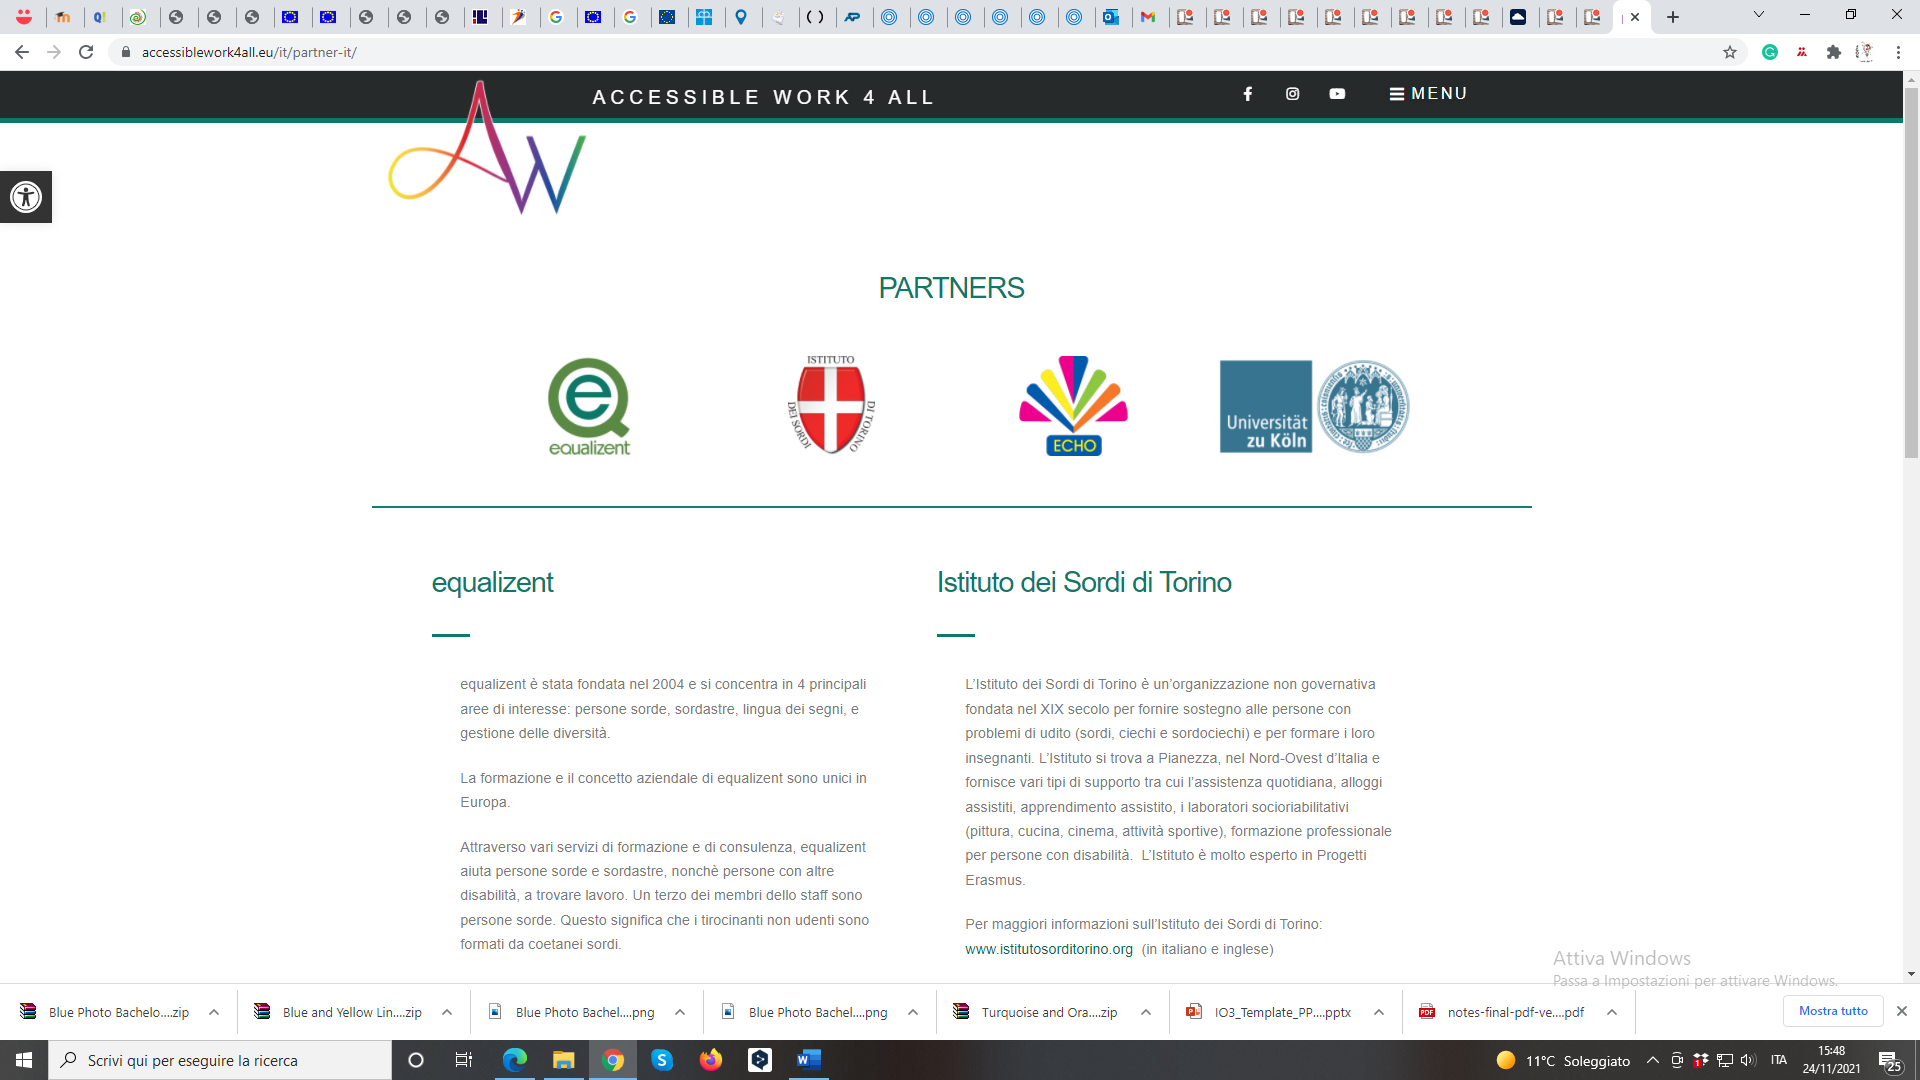 accessiblework4all.eu/it/partner-it/
ACCESSIBLE WORK 4 ALL
MENU
AW
PARTNERS
equalizent
ISTITUTO
DEI SORDI
DI TORINO
ECHO
Universität
zu Köln
equalizent
equalizent è stata fondata nel 2004 e si concentra in 4 principali
aree di interesse: persone sorde, sordastre, lingua dei segni, e
gestione delle diversità.
La formazione e il concetto aziendale di equalizent sono unici in
Europa.
Attraverso vari servizi di formazione e di consulenza, equalizent
aiuta persone sorde e sordastre, nonchè persone con altre
disabilità, a trovare lavoro. Un terzo dei membri dello staff sono
persone sorde. Questo significa che i tirocinanti non udenti sono
formati da coetanei sordi.
Istituto dei Sordi di Torino
L’Istituto dei Sordi di Torino è un’organizzazione non governativa
fondata nel XIX secolo per fornire sostegno alle persone con
problemi di udito (sordi, ciechi e sordociechi) e per formare i loro
insegnanti. L’Istituto si trova a Pianezza, nel Nord-Ovest d’Italia e
fornisce vari tipi di supporto tra cui l’assistenza quotidiana, alloggi
assistiti, apprendimento assistito, i laboratori socioriabilitativi
(pittura, cucina, cinema, attività sportive), formazione professionale
per persone con disabilità. L’Istituto è molto esperto in Progetti
Erasmus.
Per maggiori informazioni sull’Istituto dei Sordi di Torino:
www.istitutosorditorino.org (in italiano e inglese)
Attiva Windows
Passa a Impostazioni per attivare Windows.
Blue Photo Bachelo....zip
Blue and Yellow Lin....zip
Blue Photo Bachel....png
Blue Photo Bachel....png
Turquoise and Ora....zip
IO3_Template_PP....pptx
notes-final-pdf-ve....pdf
Mostra tutto
Scrivi qui per eseguire la ricerca
11°C Soleggiato
ITA
15:48
24/11/2021
25